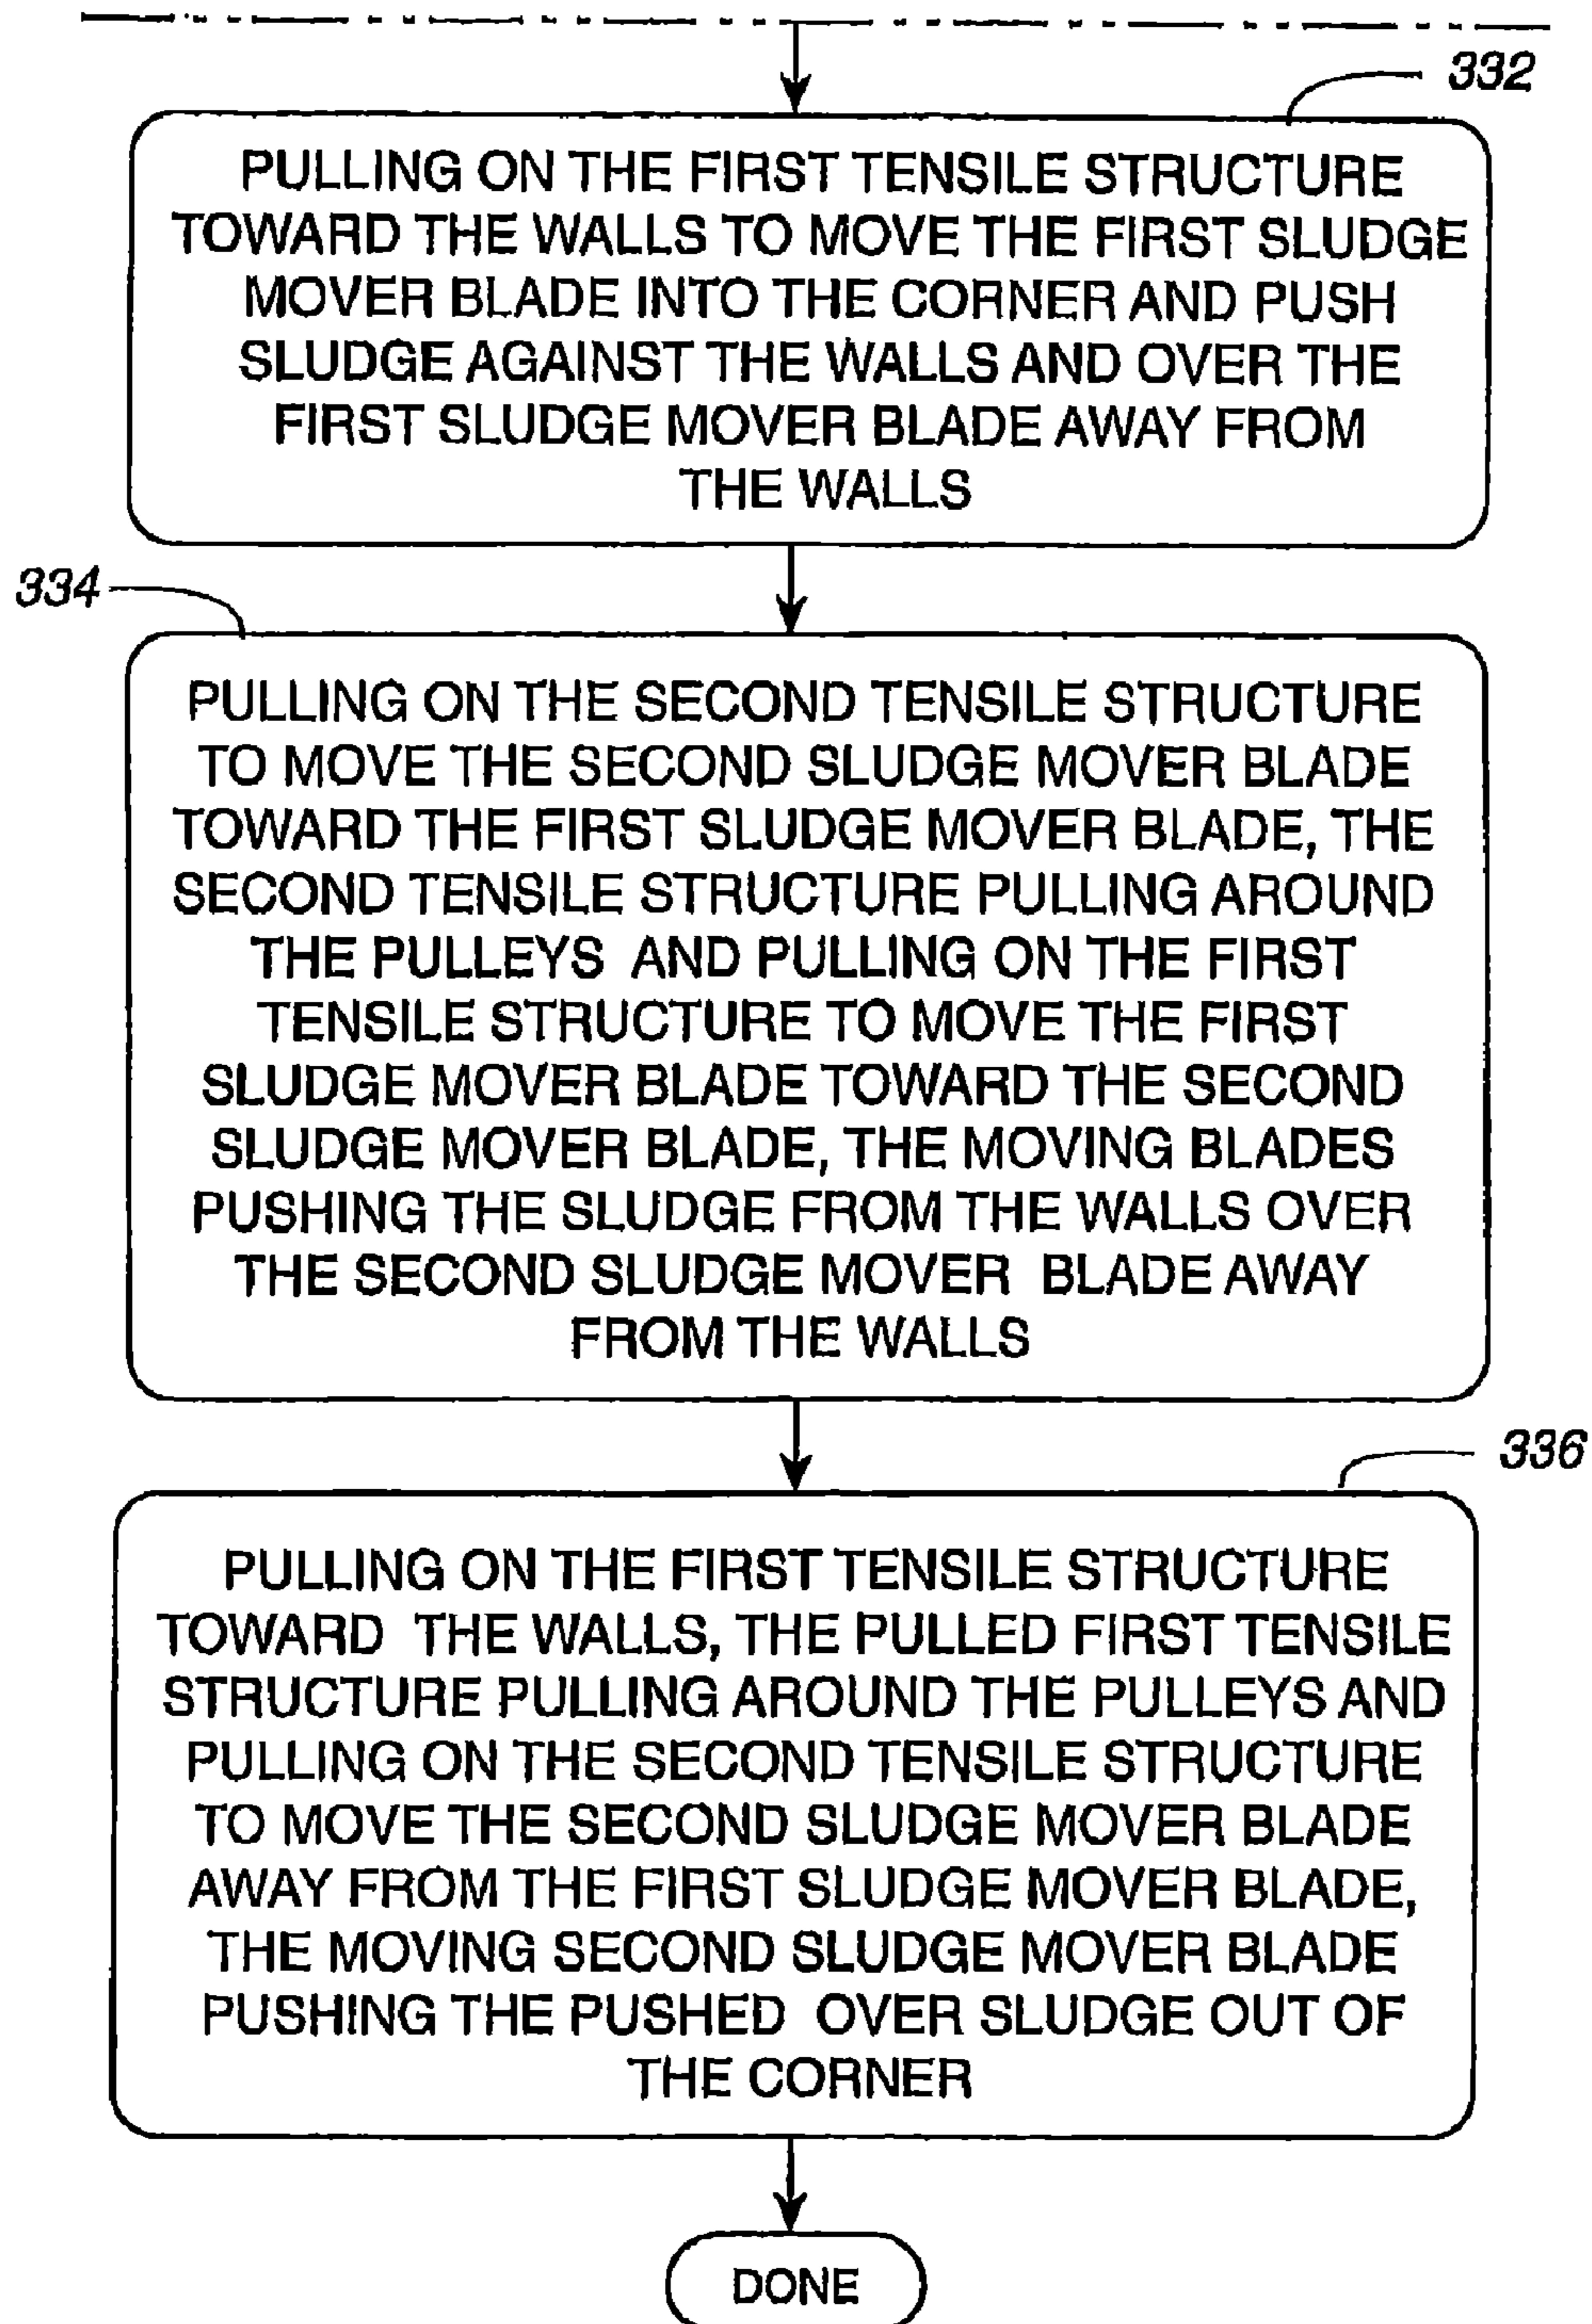 332
PULLING ON THE FIRST TENSILE STRUCTURE
TOWARD THE WALLS TO MOVE THE FIRST SLUDGE
MOVER BLADE INTO THE CORNER AND PUSH
SLUDGE AGAINST THE WALLS AND OVER THE
FIRST SLUDGE MOVER BLADE AWAY FROM
THE WALLS
334
PULLING ON THE SECOND TENSILE STRUCTURE
TO MOVE THE SECOND SLUDGE MOVER BLADE
TOWARD THE FIRST SLUDGE MOVER BLADE, THE
SECOND TENSILE STRUCTURE PULLING AROUND
THE PULLEYS AND PULLING ON THE FIRST
TENSILE STRUCTURE TO MOVE THE FIRST
SLUDGE MOVER BLADE TOWARD THE SECOND
SLUDGE MOVER BLADE, THE MOVING BLADES
PUSHING THE SLUDGE FROM THE WALLS OVER
THE SECOND SLUDGE MOVER BLADE AWAY
FROM THE WALLS
336
PULLING ON THE FIRST TENSILE STRUCTURE
TOWARD THE WALLS, THE PULLED FIRST TENSILE
STRUCTURE PULLING AROUND THE PULLEYS AND
PULLING ON THE SECOND TENSILE STRUCTURE
TO MOVE THE SECOND SLUDGE MOVER BLADE
AWAY FROM THE FIRST SLUDGE MOVER BLADE,
THE MOVING SECOND SLUDGE MOVER BLADE
PUSHING THE PUSHED OVER SLUDGE OUT OF
THE CORNER
DONE